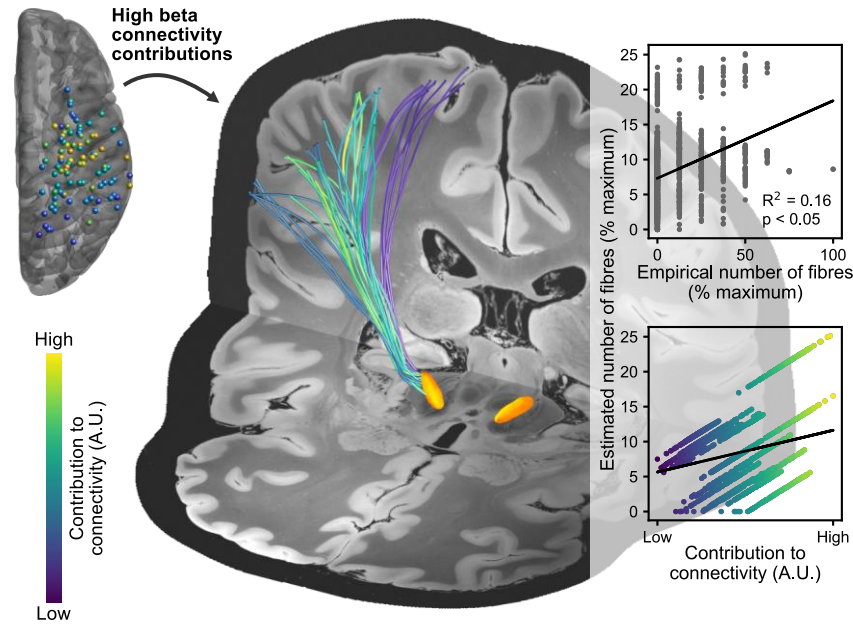 High beta
connectivity
contributions
High
Contribution to
connectivity (A.U.)
Low
Estimated number of fibres (% maximum)
25
20
15
10
5
0
R² = 0.16
p < 0.05
0
50
100
Empirical number of fibres
(% maximum)
25
20
15
10
5
0
Low
High
Contribution to
connectivity (A.U.)